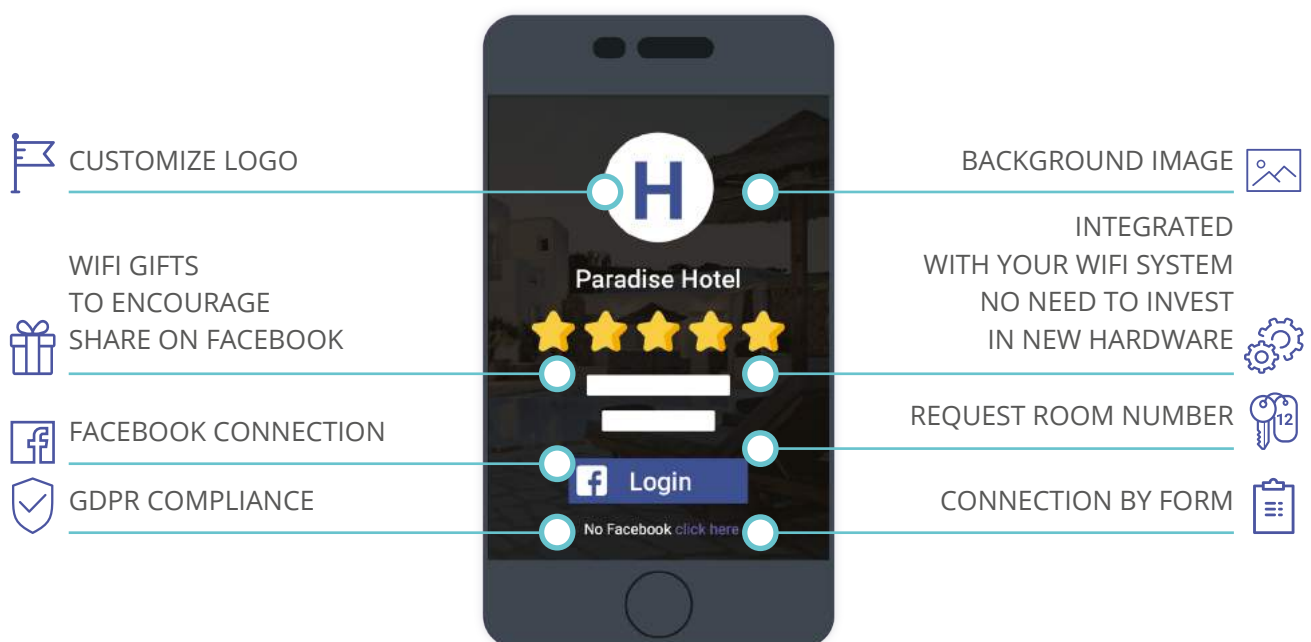 CUSTOMIZE LOGO
WIFI GIFTS
TO ENCOURAGE
SHARE ON FACEBOOK
FACEBOOK CONNECTION
GDPR COMPLIANCE
H
Paradise Hotel
f Login
No Facebook click here
BACKGROUND IMAGE
INTEGRATED
WITH YOUR WIFI SYSTEM
NO NEED TO INVEST
IN NEW HARDWARE
REQUEST ROOM NUMBER
12
CONNECTION BY FORM